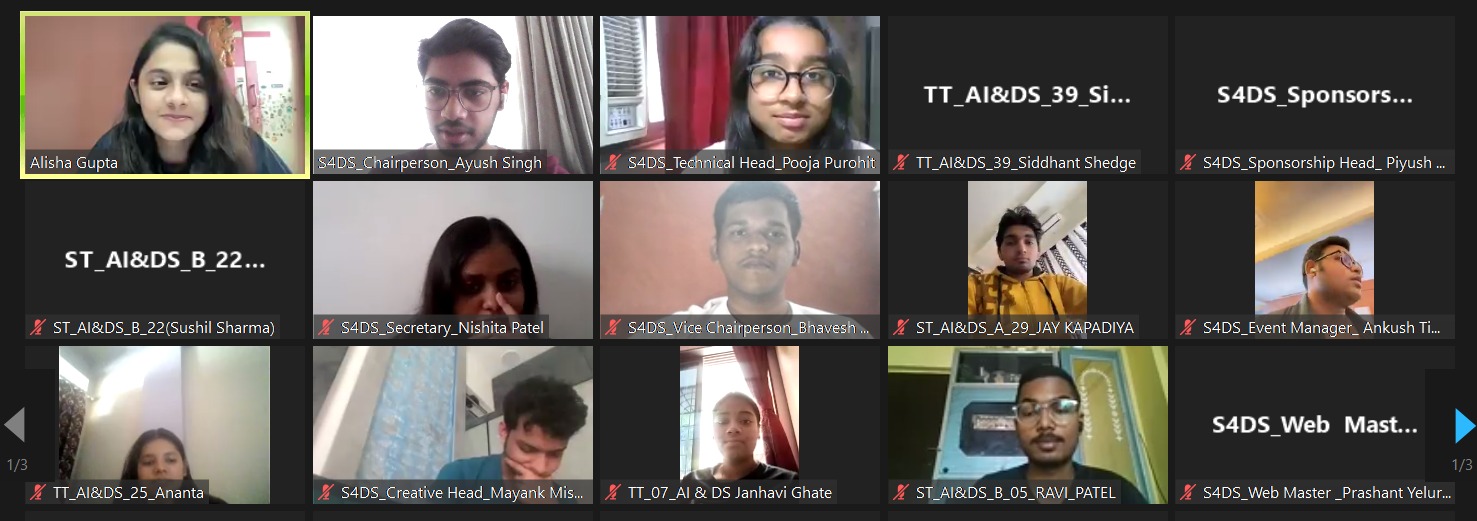 Alisha Gupta
S4DS_Chairperson_Ayush Singh
S4DS_Technical Head_Pooja Purohit
TT_AI&DS_39_Si...
TT_AI&DS_39_Siddhant Shedge
S4DS_Sponsors...
S4DS_Sponsorship Head_ Piyush ...
ST_AI&DS_B_22...
ST_AI&DS_B_22(Sushil Sharma)
S4DS_Secretary_Nishita Patel
S4DS_Vice Chairperson_Bhavesh ...
ST_AI&DS_A_29_JAY KAPADIYA
S4DS_Event Manager_ Ankush Ti...
TT_AI&DS_25_Ananta
S4DS_Creative Head_Mayank Mis...
TT_07_AI & DS Janhavi Ghate
ST_AI&DS_B_05_RAVI_PATEL
S4DS_Web Mast...
S4DS_Web Master _Prashant Yelur...
1/3
1/3